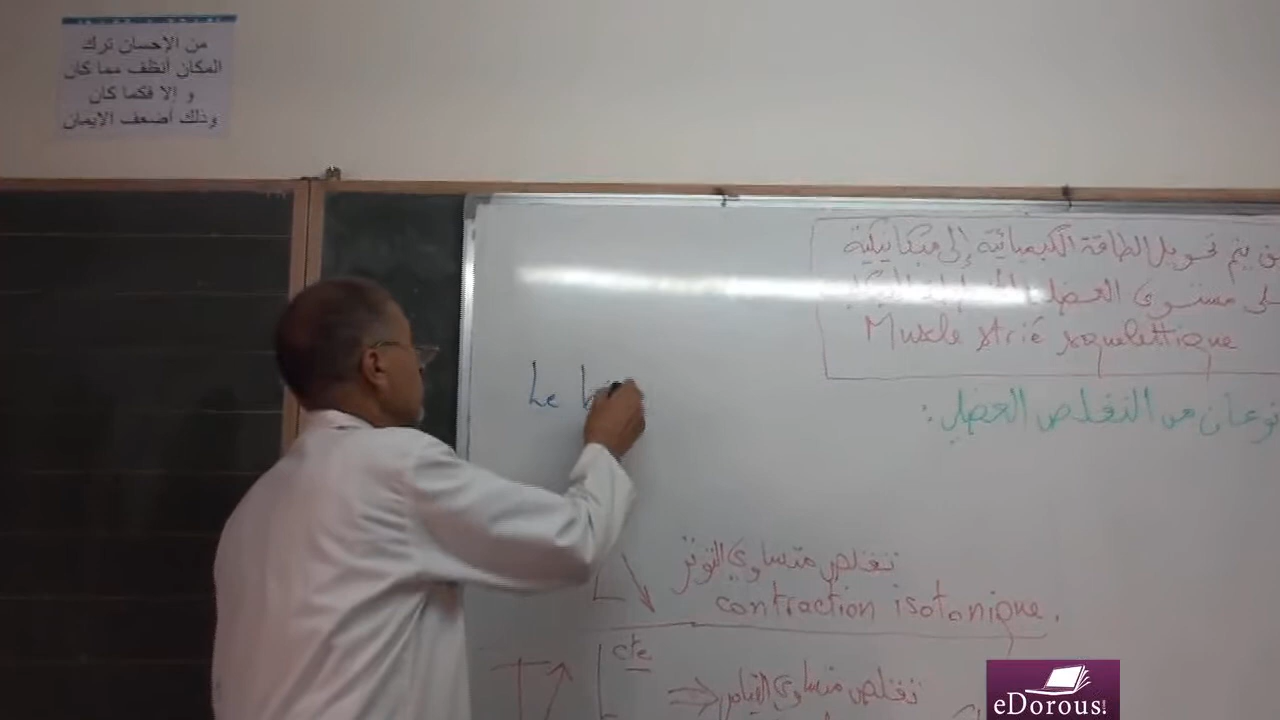 من الإحسان ترك
المكان أنظف مما كان
و إلا فكما كان
وذلك أضعف الإيمان
يتم تحويل الطاقة الكيميائية إلى ميكانيكية
مستوى
Muscle strié squelettique
نوعان من التقلص العضلي :
Le
تقلص متساوي التوتر
contraction isotonique.
cte
تقلص متساوي القياس
eDorous